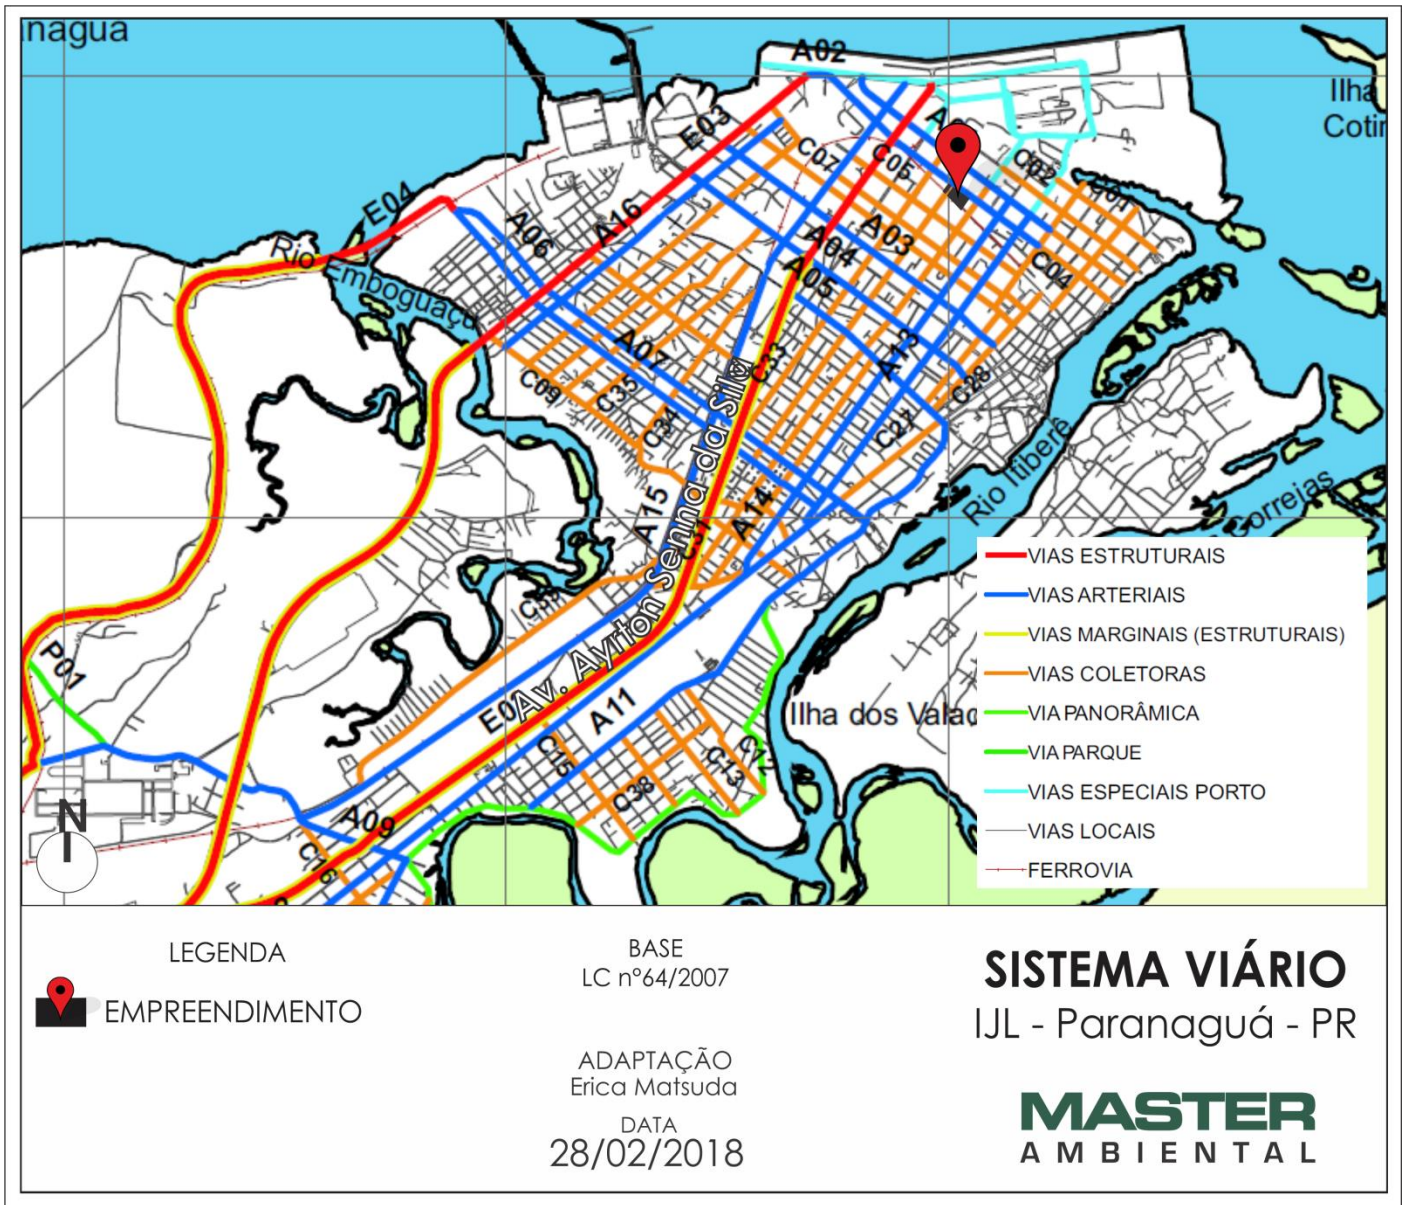 nagua
A02
Ilha
Cotin
E03
C07
C05
C02
C01
E04
A16
A06
A03
Rio Emboguaçu
A04
A05
C04
A07
C33
A13
C09
C35
C34
C28
C27
Rio Itiberê
Correias
A15
A14
C31
Av. Ayrton Senna da Silva
P01
A11
Ilha dos Valad
C15
C12
C13
C38
A09
C16
N
VIAS ESTRUTURAIS
VIAS ARTERIAIS
VIAS MARGINAIS (ESTRUTURAIS)
VIAS COLETORAS
VIA PANORÂMICA
VIA PARQUE
VIAS ESPECIAIS PORTO
VIAS LOCAIS
FERROVIA
LEGENDA
EMPREENDIMENTO
BASE
LC nº64/2007
ADAPTAÇÃO
Erica Matsuda
DATA
28/02/2018
SISTEMA VIÁRIO
IJL - Paranaguá - PR
MASTER
AMBIENTAL